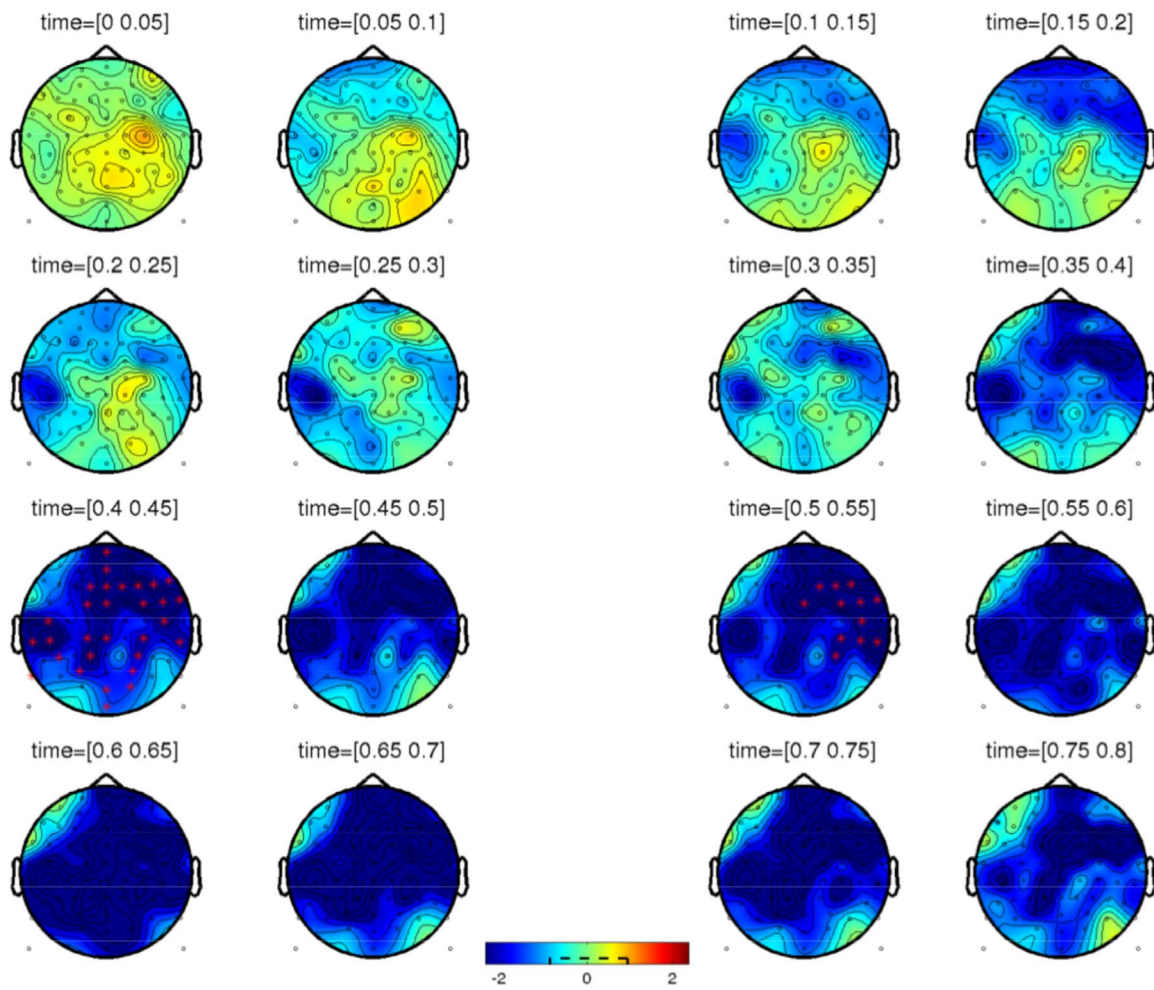 time=[0 0.05] time=[0.05 0.1] time=[0.1 0.15] time=[0.15 0.2]
time=[0.2 0.25] time=[0.25 0.3] time=[0.3 0.35] time=[0.35 0.4]
time=[0.4 0.45] time=[0.45 0.5] time=[0.5 0.55] time=[0.55 0.6]
time=[0.6 0.65] time=[0.65 0.7] time=[0.7 0.75] time=[0.75 0.8]
-2 0 2